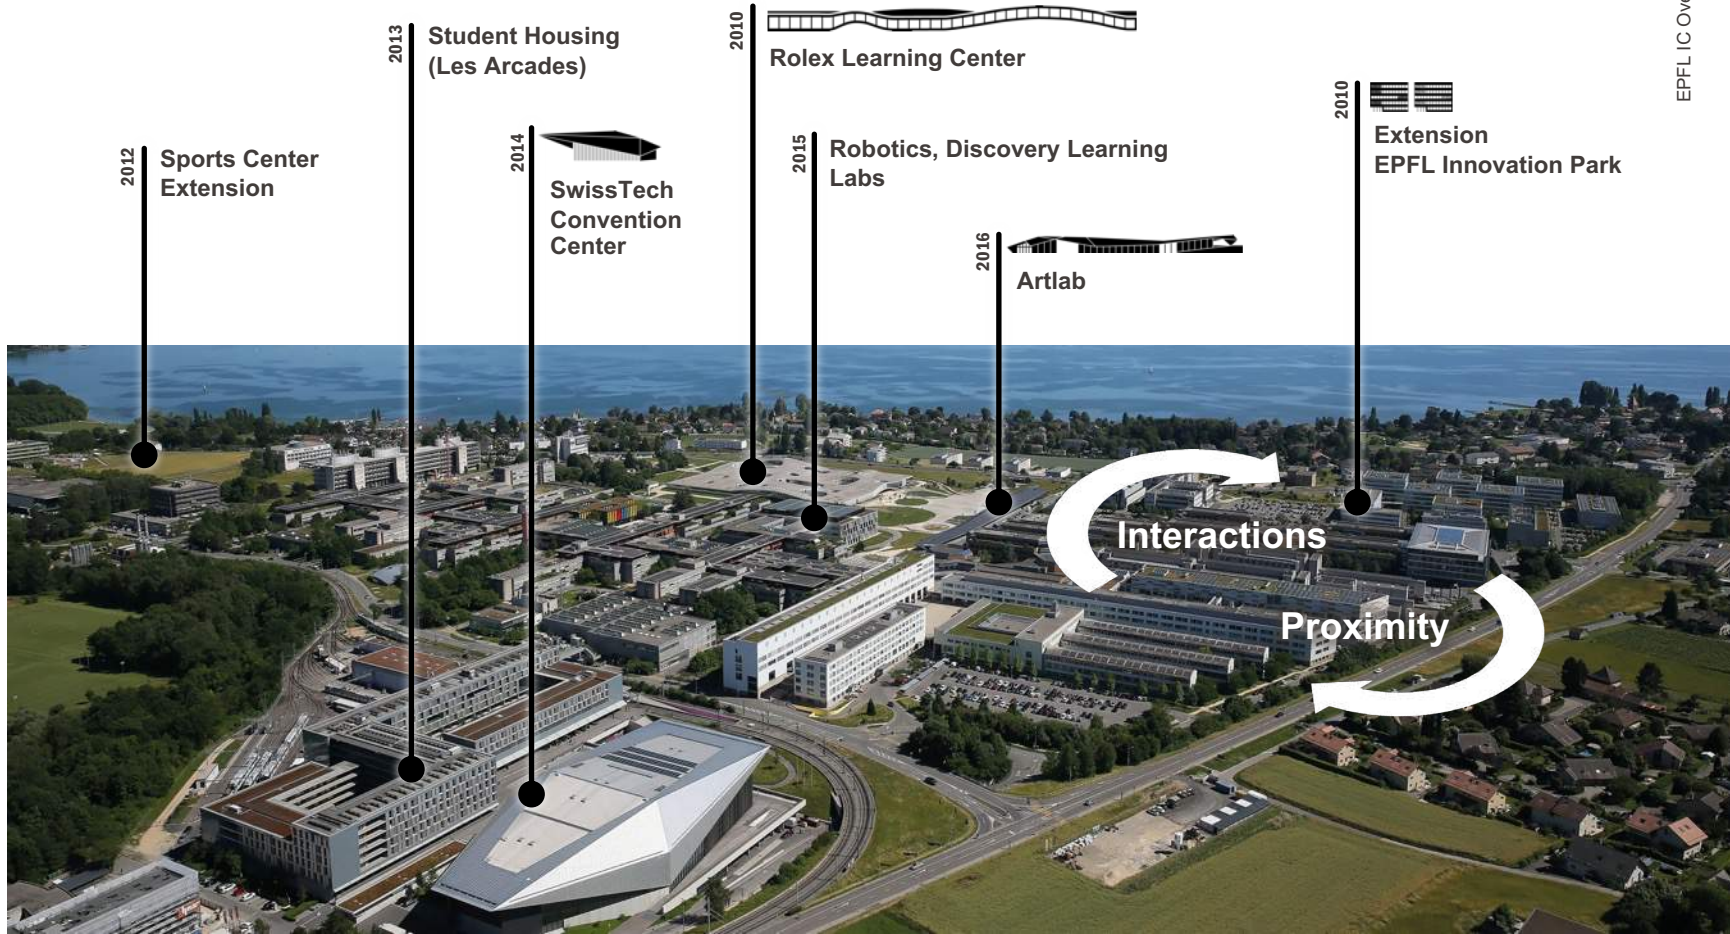 2012
Sports Center
Extension
2013
Student Housing
(Les Arcades)
2014
SwissTech
Convention
Center
2010
Rolex Learning Center
2015
Robotics, Discovery Learning
Labs
2016
Artlab
2010
Extension
EPFL Innovation Park
EPFL IC
Interactions
Proximity